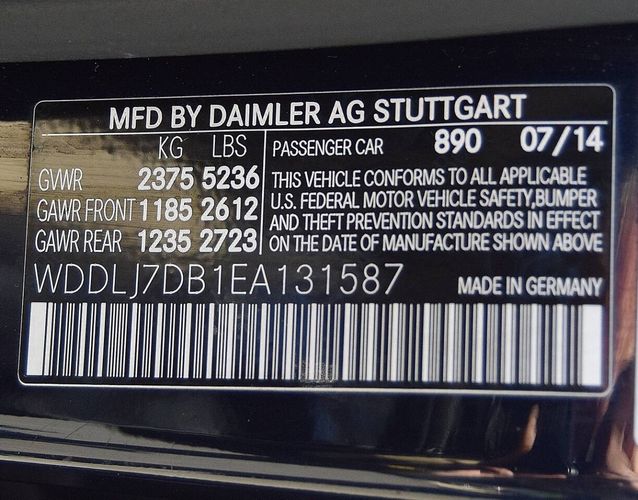 MFD BY DAIMLER AG STUTTGART
KG LBS
GVWR 2375 5236
GAWR FRONT 1185 2612
GAWR REAR 1235 2723
PASSENGER CAR 890 07/14
THIS VEHICLE CONFORMS TO ALL APPLICABLE
U.S. FEDERAL MOTOR VEHICLE SAFETY,BUMPER
AND THEFT PREVENTION STANDARDS IN EFFECT
ON THE DATE OF MANUFACTURE SHOWN ABOVE
WDDLJ7DB1EA131587
MADE IN GERMANY